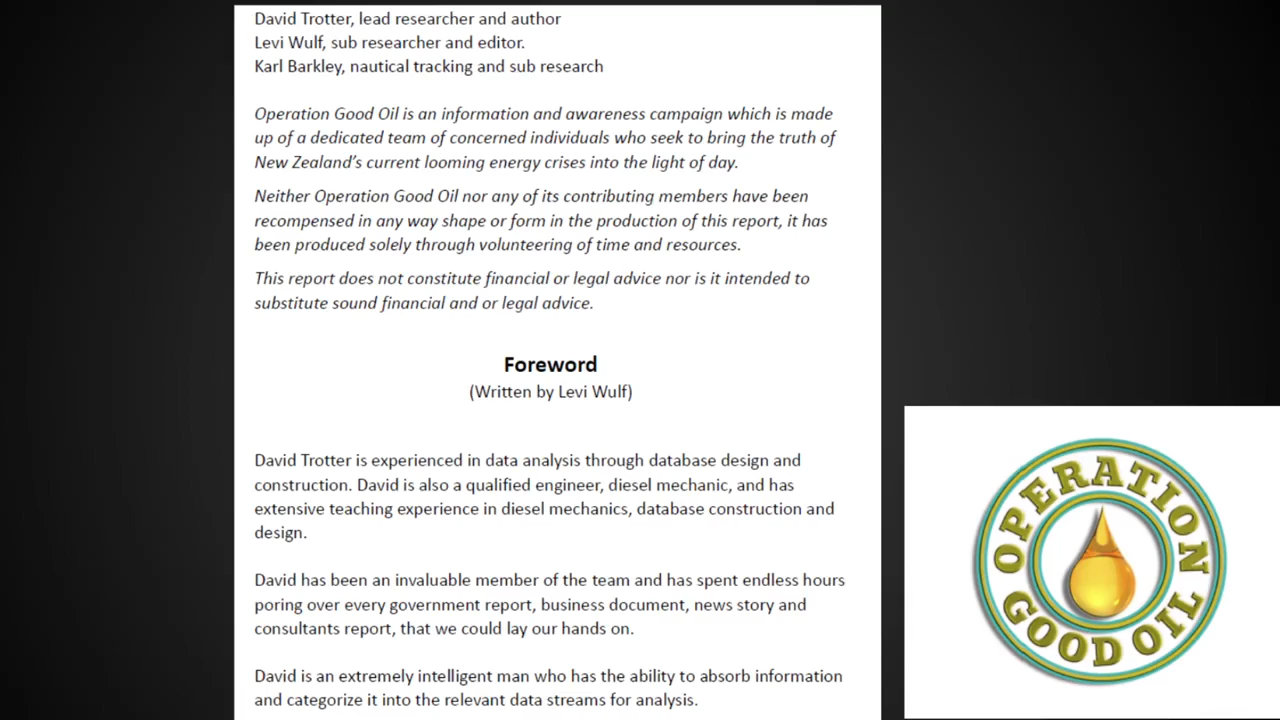 David Trotter, lead researcher and author
Levi Wulf, sub researcher and editor.
Karl Barkley, nautical tracking and sub research
Operation Good Oil is an information and awareness campaign which is made
up of a dedicated team of concerned individuals who seek to bring the truth of
New Zealand's current looming energy crises into the light of day.
Neither Operation Good Oil nor any of its contributing members have been
recompensed in any way shape or form in the production of this report, it has
been produced solely through volunteering of time and resources.
This report does not constitute financial or legal advice nor is it intended to
substitute sound financial and or legal advice.
Foreword
(Written by Levi Wulf)
David Trotter is experienced in data analysis through database design and
construction. David is also a qualified engineer, diesel mechanic, and has
extensive teaching experience in diesel mechanics, database construction and
design.
David has been an invaluable member of the team and has spent endless hours
poring over every government report, business document, news story and
consultants report, that we could lay our hands on.
David is an extremely intelligent man who has the ability to absorb information
and categorize it into the relevant data streams for analysis.
OPERATION
GOOD OIL